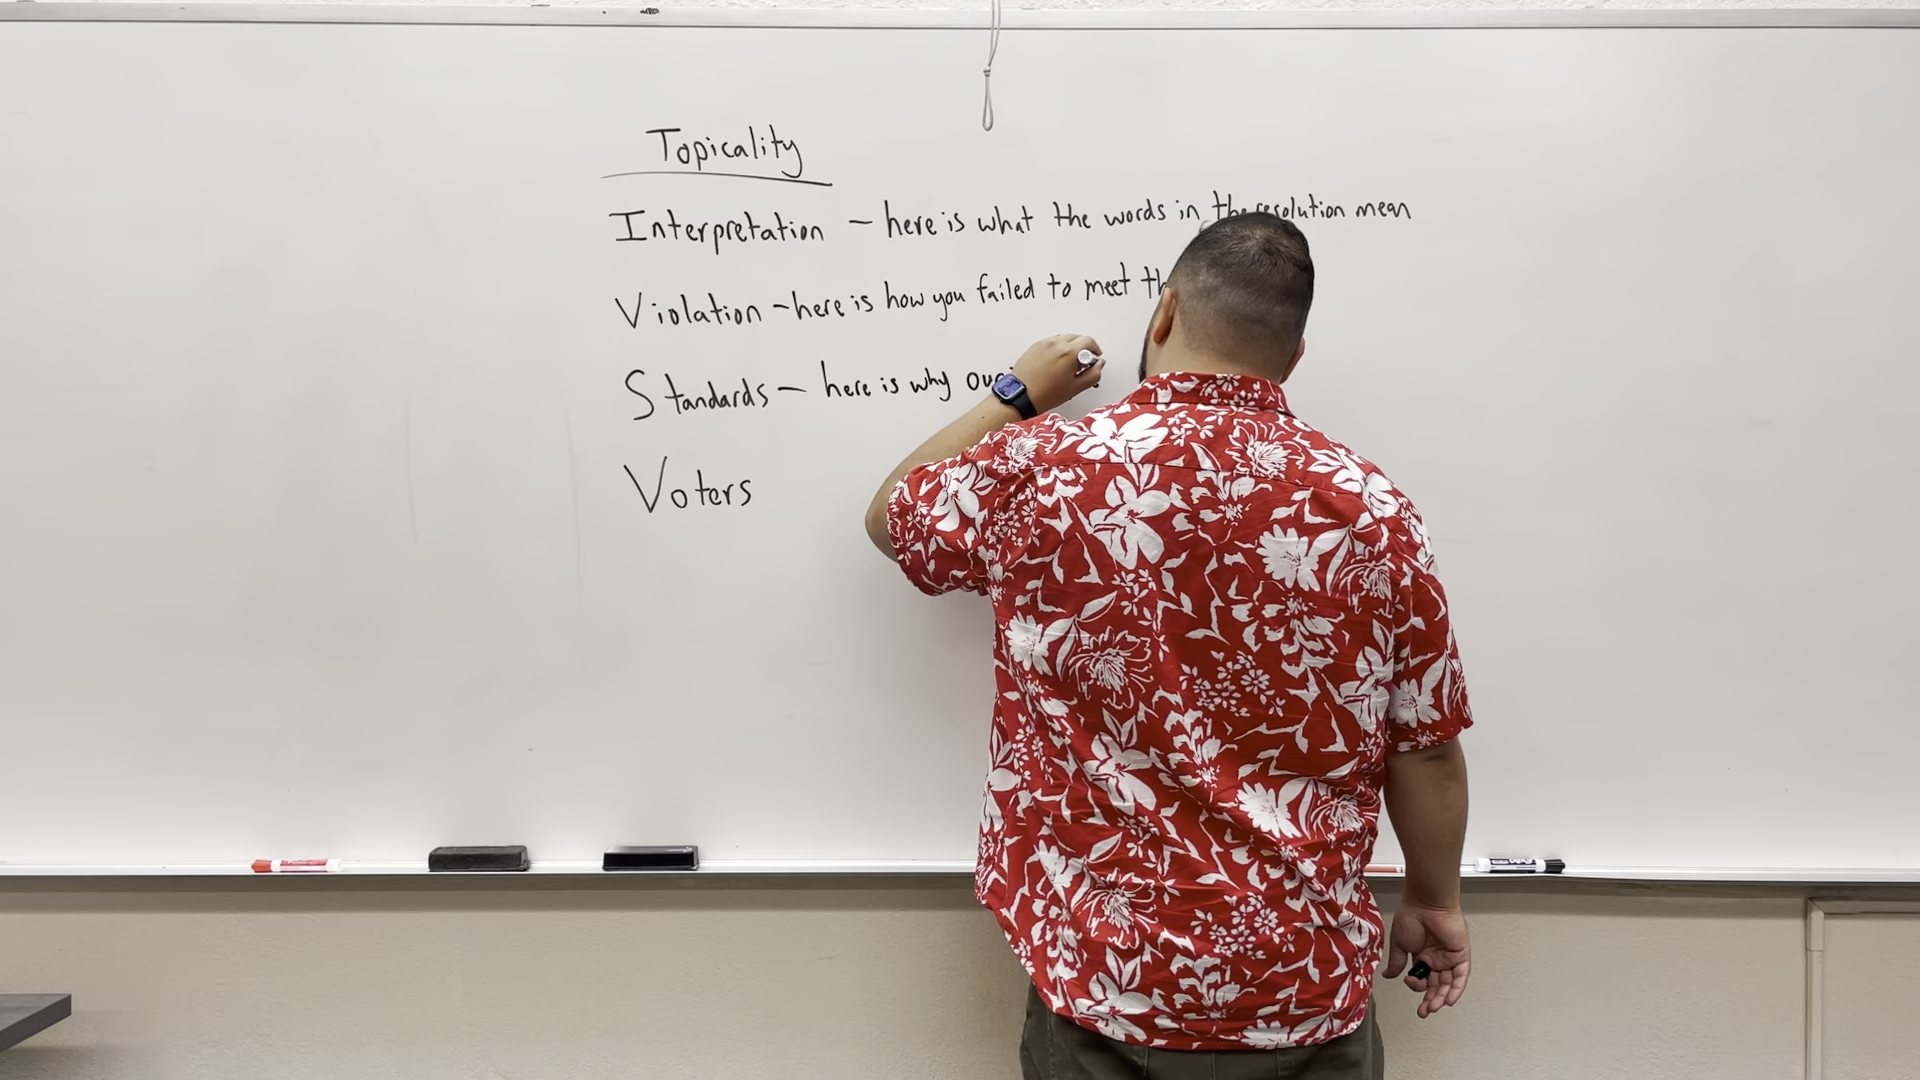 Topicality
Interpretation – here is what the words in the resolution mean
Violation – here is how you failed to meet
Standards – here is why our
Voters